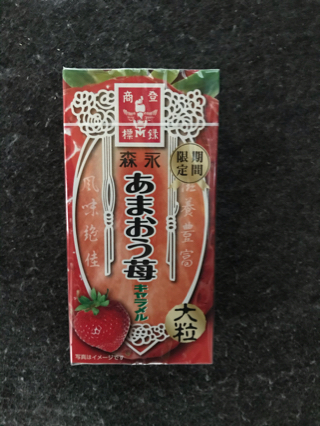 商登
標録
森永
期間
限定
滋養豊富
風味絶佳
あまおう苺
キャラメル
大粒
写真はイメージです